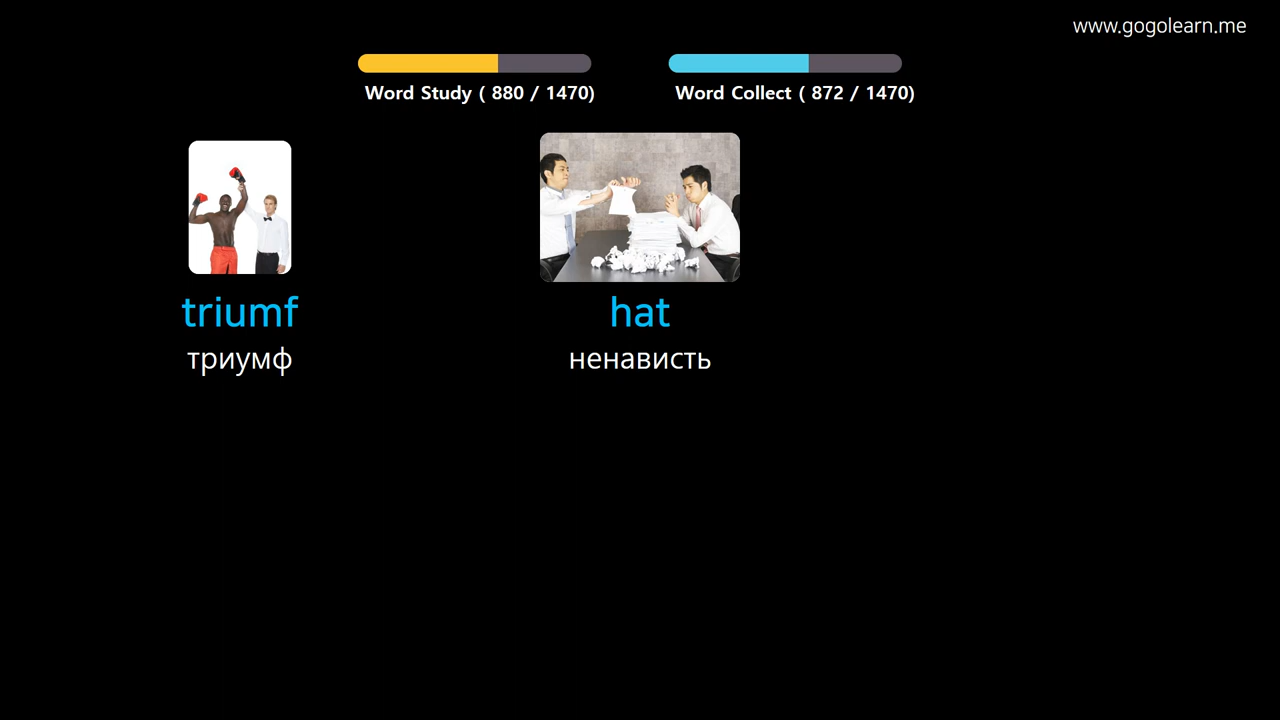 www.gogolearn.me
Word Study ( 880 / 1470)
Word Collect ( 872 / 1470)
triumf
триумф
hat
ненависть